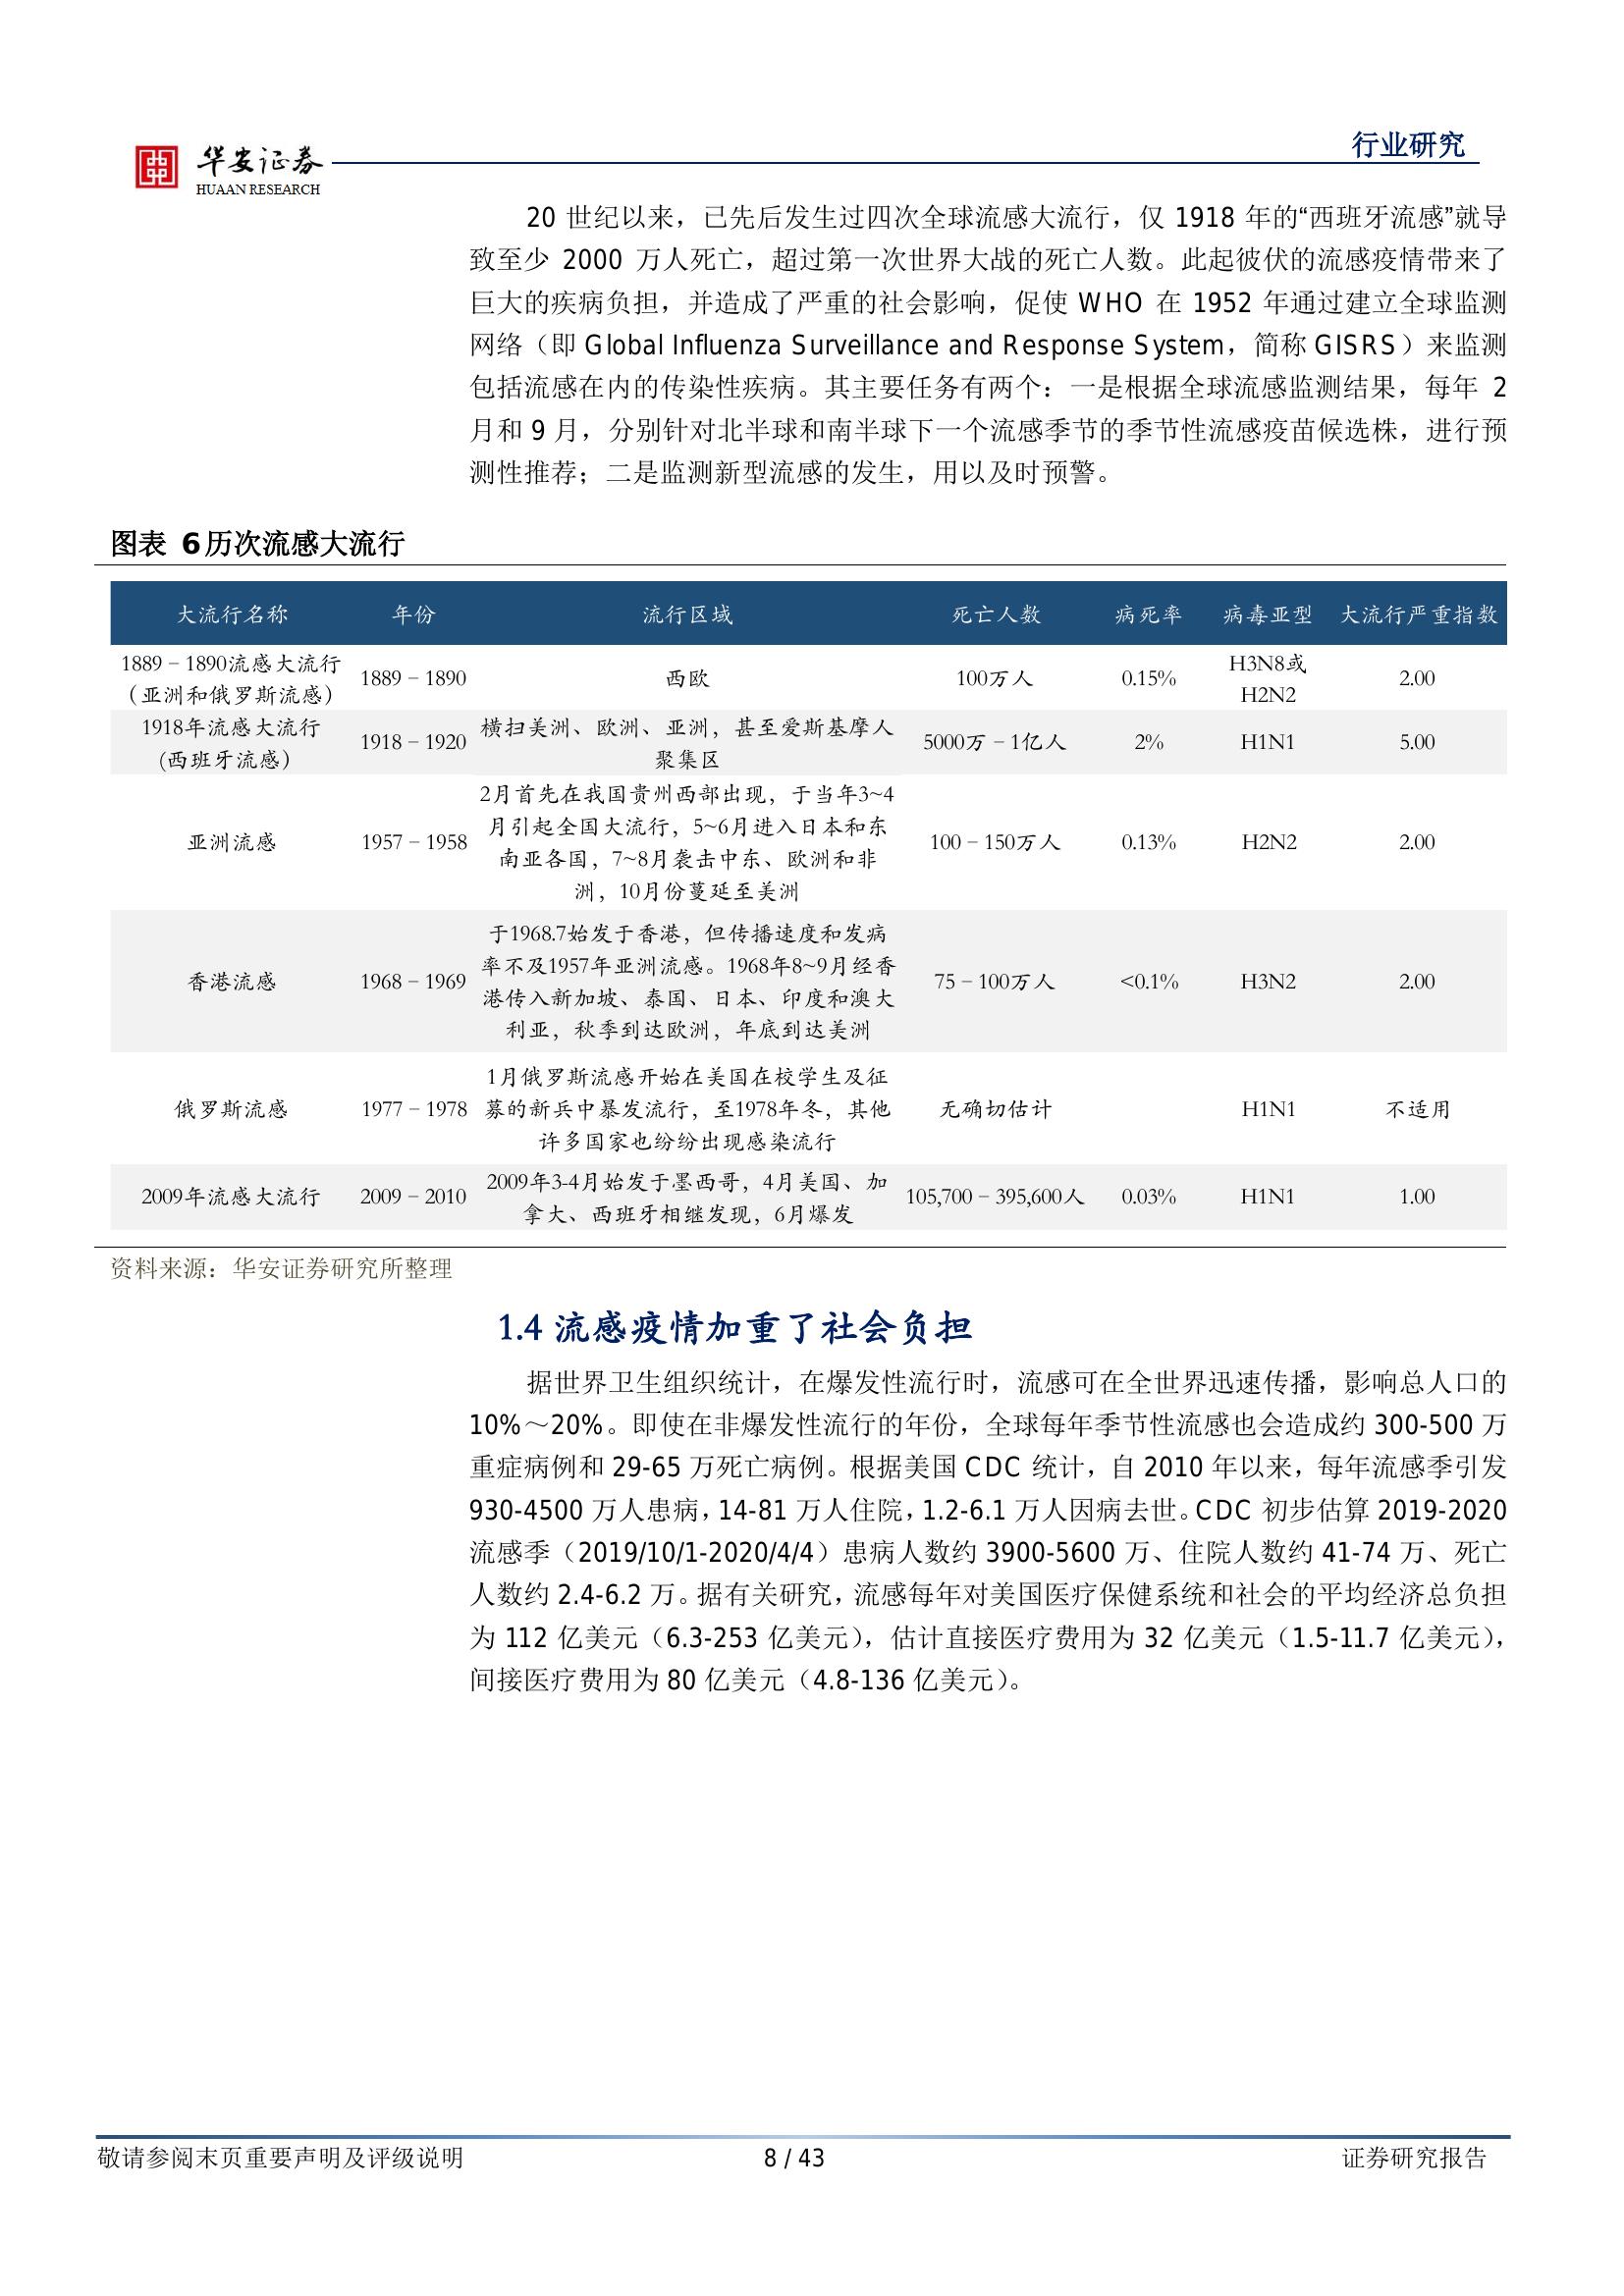 华安证券
HUAAN RESEARCH
行业研究
20 世纪以来，已先后发生过四次全球流感大流行，仅 1918 年的“西班牙流感”就导
致至少 2000 万人死亡，超过第一次世界大战的死亡人数。此起彼伏的流感疫情带来了
巨大的疾病负担，并造成了严重的社会影响，促使 WHO 在 1952 年通过建立全球监测
网络（即 Global Influenza Surveillance and Response System，简称 GISRS）来监测
包括流感在内的传染性疾病。其主要任务有两个：一是根据全球流感监测结果，每年 2
月和 9 月，分别针对北半球和南半球下一个流感季节的季节性流感疫苗候选株，进行预
测性推荐；二是监测新型流感的发生，用以及时预警。
图表 6 历次流感大流行
大流行名称 年份 流行区域 死亡人数 病死率 病毒亚型 大流行严重指数
1889－1890流感大流行
（亚洲和俄罗斯流感）
1889－1890
西欧
100万人
0.15%
H3N8或
H2N2
2.00
1918年流感大流行
(西班牙流感）
1918－1920
横扫美洲、欧洲、亚洲，甚至爱斯基摩人
聚集区
5000万－1亿人
2%
H1N1
5.00
亚洲流感
1957－1958
2月首先在我国贵州西部出现，于当年3~4
月引起全国大流行，5~6月进入日本和东
南亚各国，7~8月袭击中东、欧洲和非
洲，10月份蔓延至美洲
100－150万人
0.13%
H2N2
2.00
香港流感
1968－1969
于1968.7始发于香港，但传播速度和发病
率不及1957年亚洲流感。1968年8~9月经香
港传入新加坡、泰国、日本、印度和澳大
利亚，秋季到达欧洲，年底到达美洲
75－100万人
<0.1%
H3N2
2.00
俄罗斯流感
1977－1978
1月俄罗斯流感开始在美国在校学生及征
募的新兵中暴发流行，至1978年冬，其他
许多国家也纷纷出现感染流行
无确切估计
H1N1
不适用
2009年流感大流行
2009－2010
2009年3-4月始发于墨西哥，4月美国、加
拿大、西班牙相继发现，6月爆发
105,700－395,600人
0.03%
H1N1
1.00
资料来源：华安证券研究所整理
1.4 流感疫情加重了社会负担
据世界卫生组织统计，在爆发性流行时，流感可在全世界迅速传播，影响总人口的
10%～20%。即使在非爆发性流行的年份，全球每年季节性流感也会造成约 300-500 万
重症病例和 29-65 万死亡病例。根据美国 CDC 统计，自 2010 年以来，每年流感季引发
930-4500 万人患病，14-81 万人住院，1.2-6.1 万人因病去世。CDC 初步估算 2019-2020
流感季（2019/10/1-2020/4/4）患病人数约 3900-5600 万、住院人数约 41-74 万、死亡
人数约 2.4-6.2 万。据有关研究，流感每年对美国医疗保健系统和社会的平均经济总负担
为 112 亿美元（6.3-253 亿美元），估计直接医疗费用为 32 亿美元（1.5-11.7 亿美元），
间接医疗费用为 80 亿美元（4.8-136 亿美元）。
敬请参阅末页重要声明及评级说明
8 / 43
证券研究报告